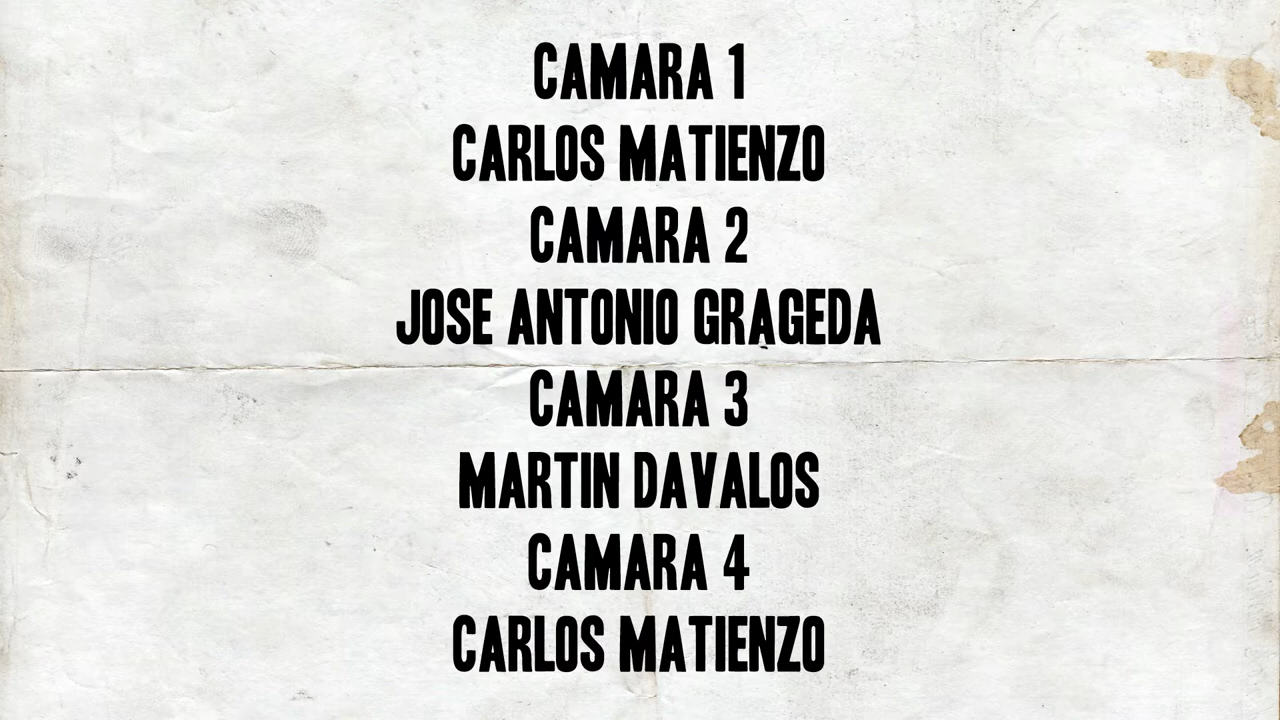 CAMARA 1
CARLOS MATIENZO
CAMARA 2
JOSE ANTONIO GRAGEDA
CAMARA 3
MARTIN DAVALOS
CAMARA 4
CARLOS MATIENZO